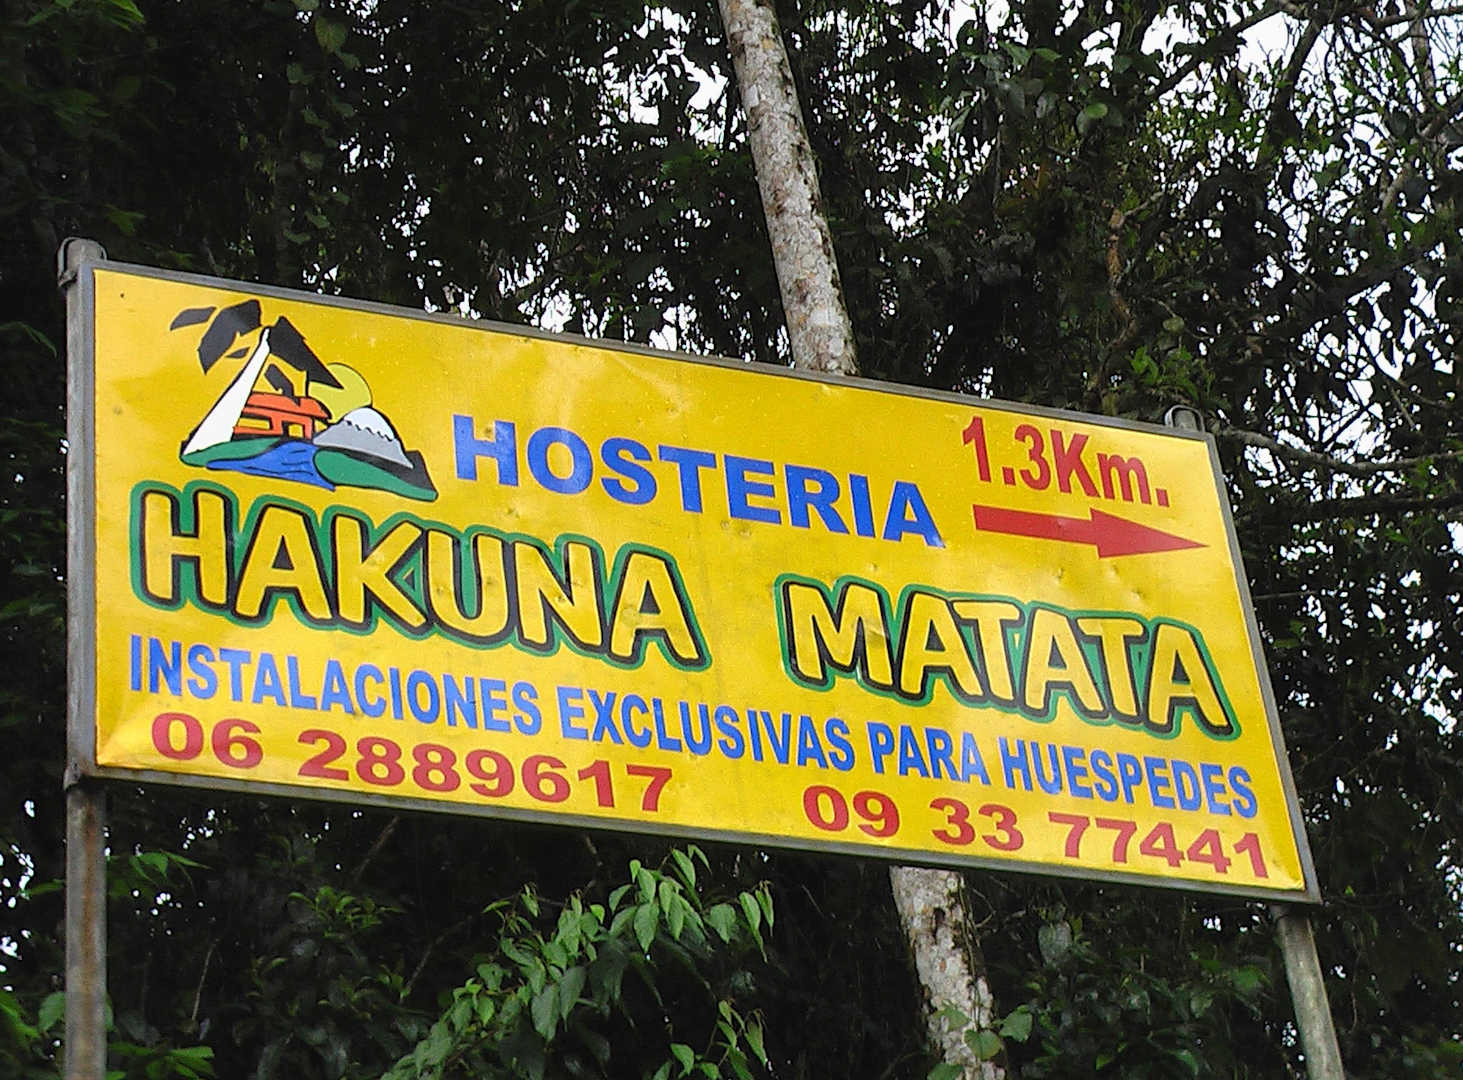 HOSTERIA
1.3Km.
HAKUNA MATATA
INSTALACIONES EXCLUSIVAS PARA HUESPEDES
06 2889617 09 33 77441